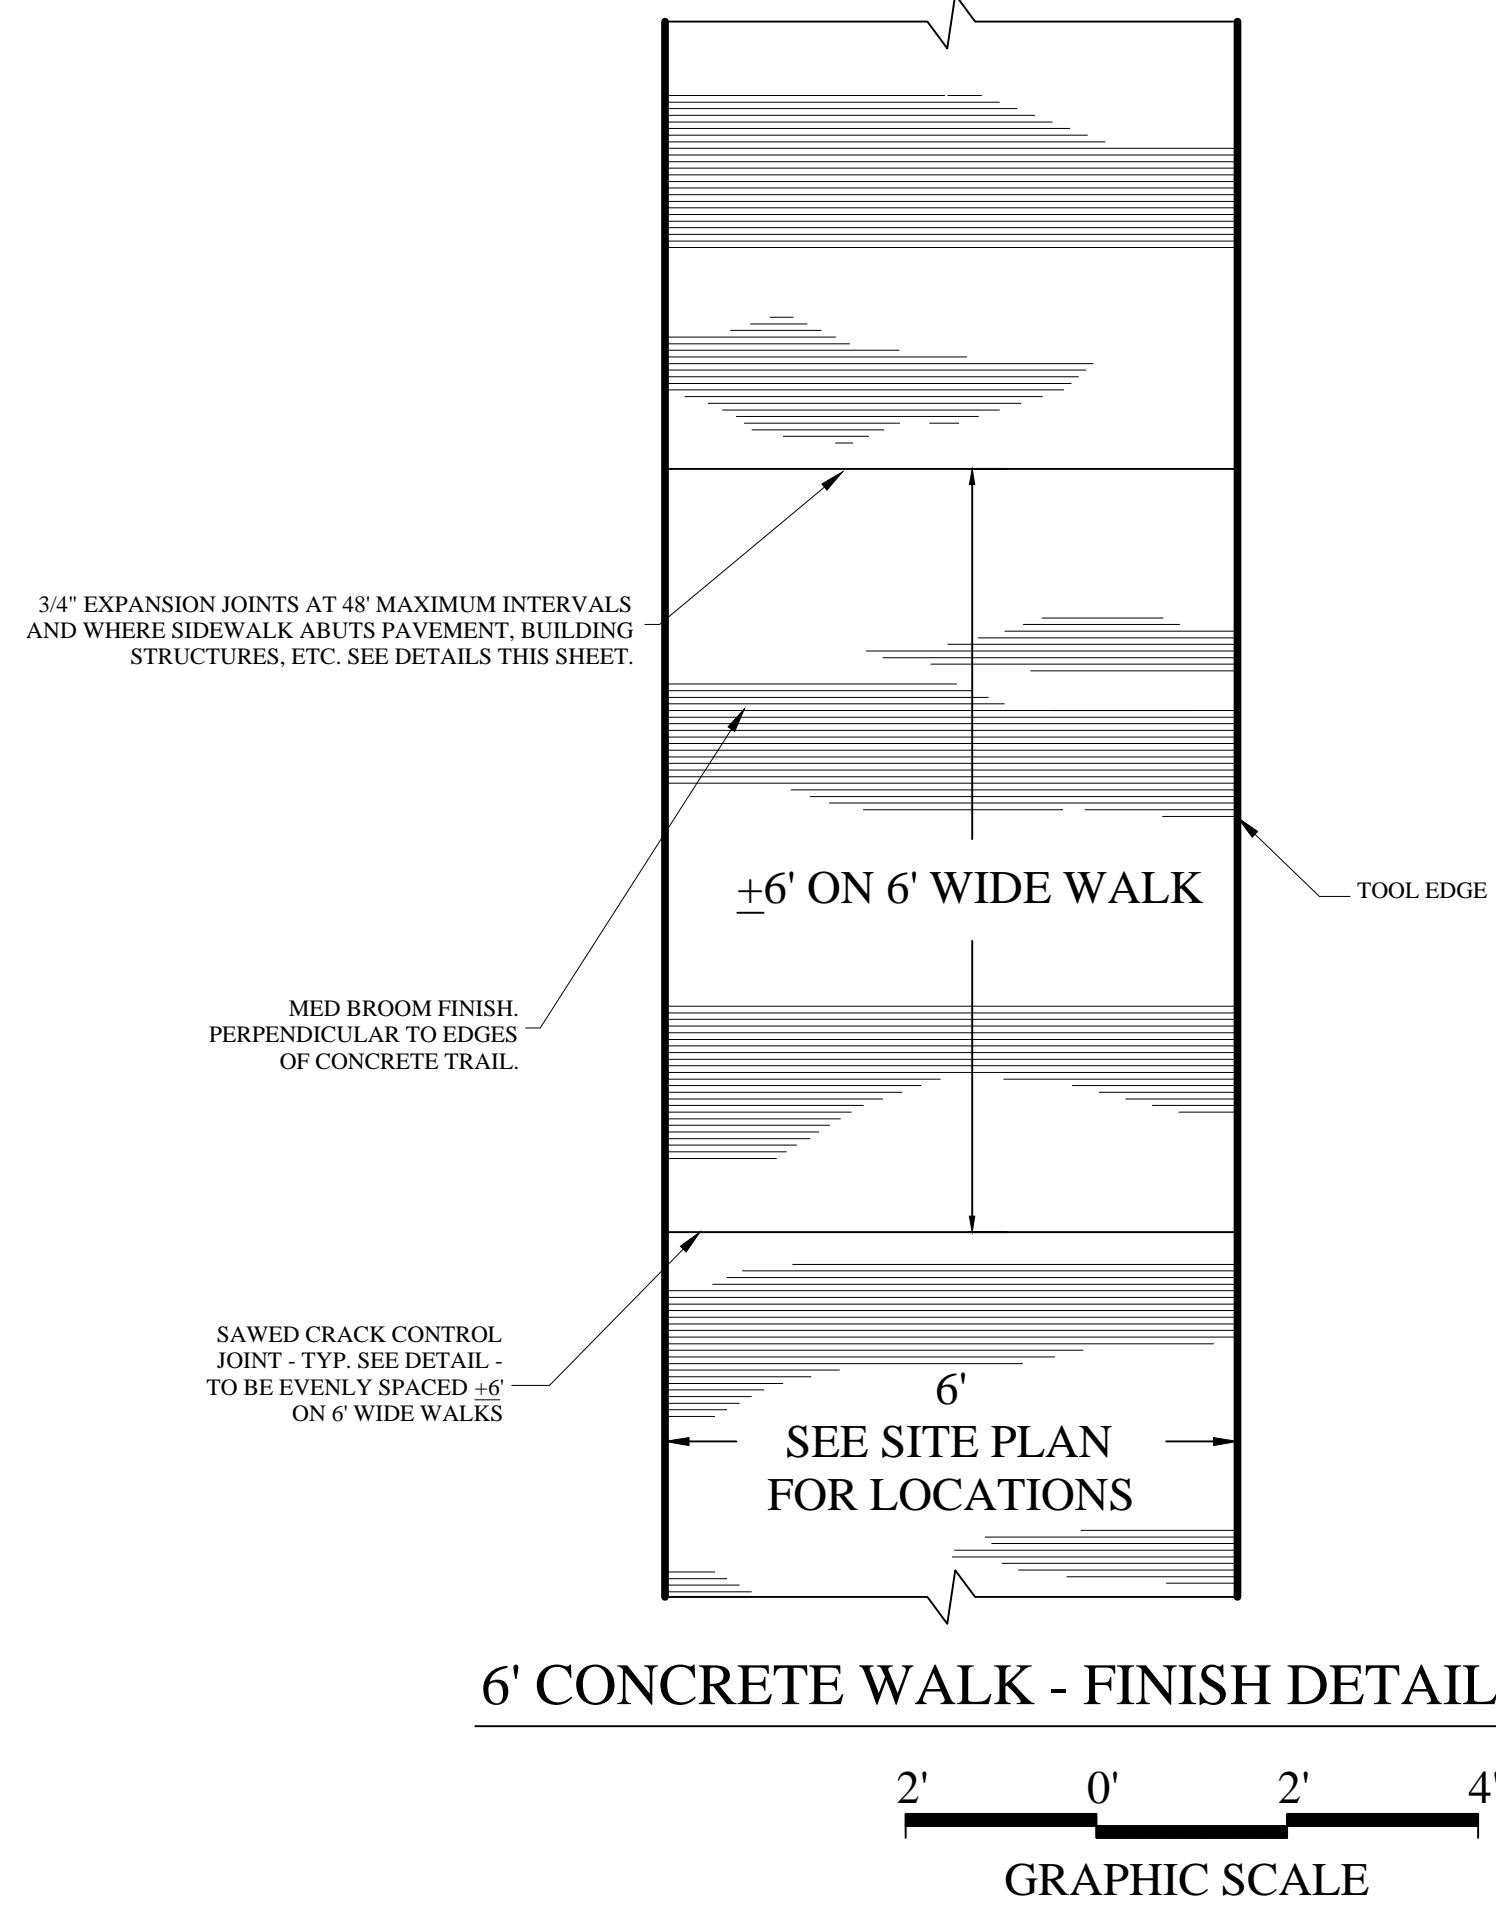 3/4" EXPANSION JOINTS AT 48' MAXIMUM INTERVALS
AND WHERE SIDEWALK ABUTS PAVEMENT, BUILDING
STRUCTURES, ETC. SEE DETAILS THIS SHEET.
±6' ON 6' WIDE WALK
TOOL EDGE
MED BROOM FINISH.
PERPENDICULAR TO EDGES
OF CONCRETE TRAIL.
SAWED CRACK CONTROL
JOINT - TYP. SEE DETAIL -
TO BE EVENLY SPACED ±6'
ON 6' WIDE WALKS
6'
SEE SITE PLAN
FOR LOCATIONS
6' CONCRETE WALK - FINISH DETAIL
2' 0' 2' 4'
GRAPHIC SCALE